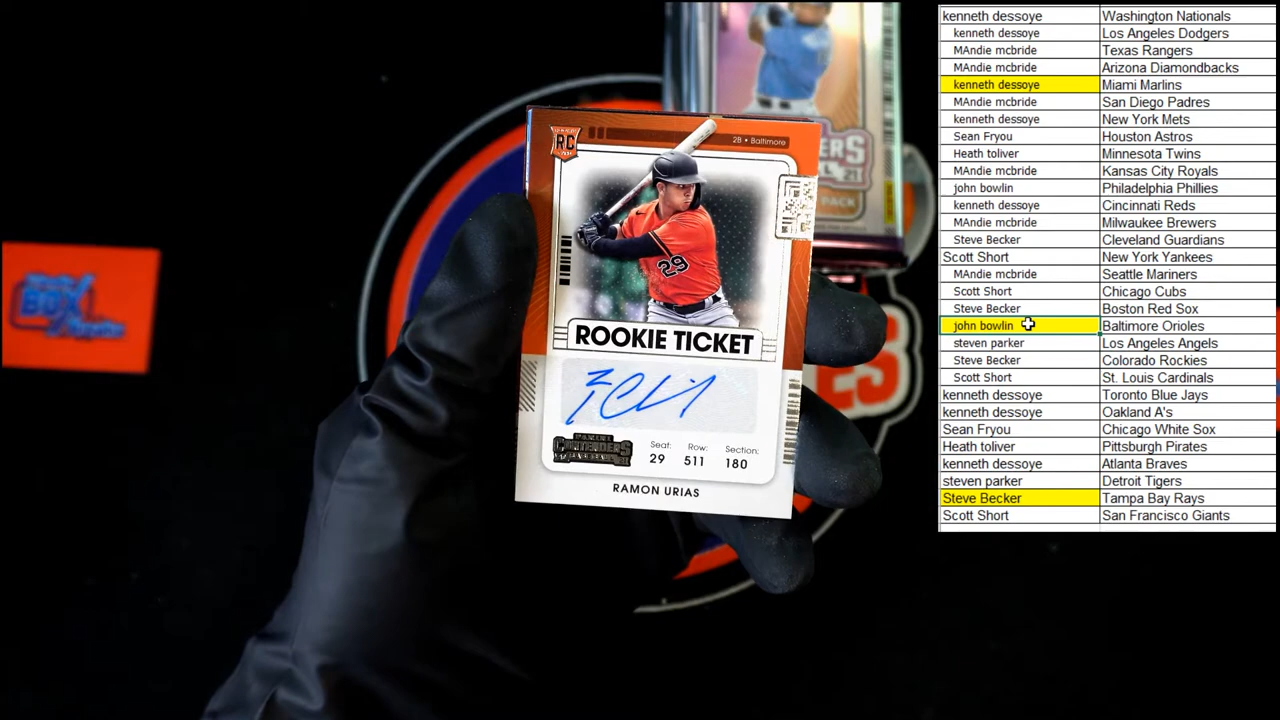 RC
2B • Baltimore
29
ROOKIE TICKET
PANINI
CONTENDERS
Seat: Row: Section:
29 511 180
RAMON URIAS
PACK
BOX
kenneth dessoye Washington Nationals
kenneth dessoye Los Angeles Dodgers
MAndie mcbride Texas Rangers
MAndie mcbride Arizona Diamondbacks
kenneth dessoye Miami Marlins
MAndie mcbride San Diego Padres
kenneth dessoye New York Mets
Sean Fryou Houston Astros
Heath toliver Minnesota Twins
MAndie mcbride Kansas City Royals
john bowlin Philadelphia Phillies
kenneth dessoye Cincinnati Reds
MAndie mcbride Milwaukee Brewers
Steve Becker Cleveland Guardians
Scott Short New York Yankees
MAndie mcbride Seattle Mariners
Scott Short Chicago Cubs
Steve Becker Boston Red Sox
john bowlin Baltimore Orioles
steven parker Los Angeles Angels
Steve Becker Colorado Rockies
Scott Short St. Louis Cardinals
kenneth dessoye Toronto Blue Jays
kenneth dessoye Oakland A's
Sean Fryou Chicago White Sox
Heath toliver Pittsburgh Pirates
kenneth dessoye Atlanta Braves
steven parker Detroit Tigers
Steve Becker Tampa Bay Rays
Scott Short San Francisco Giants